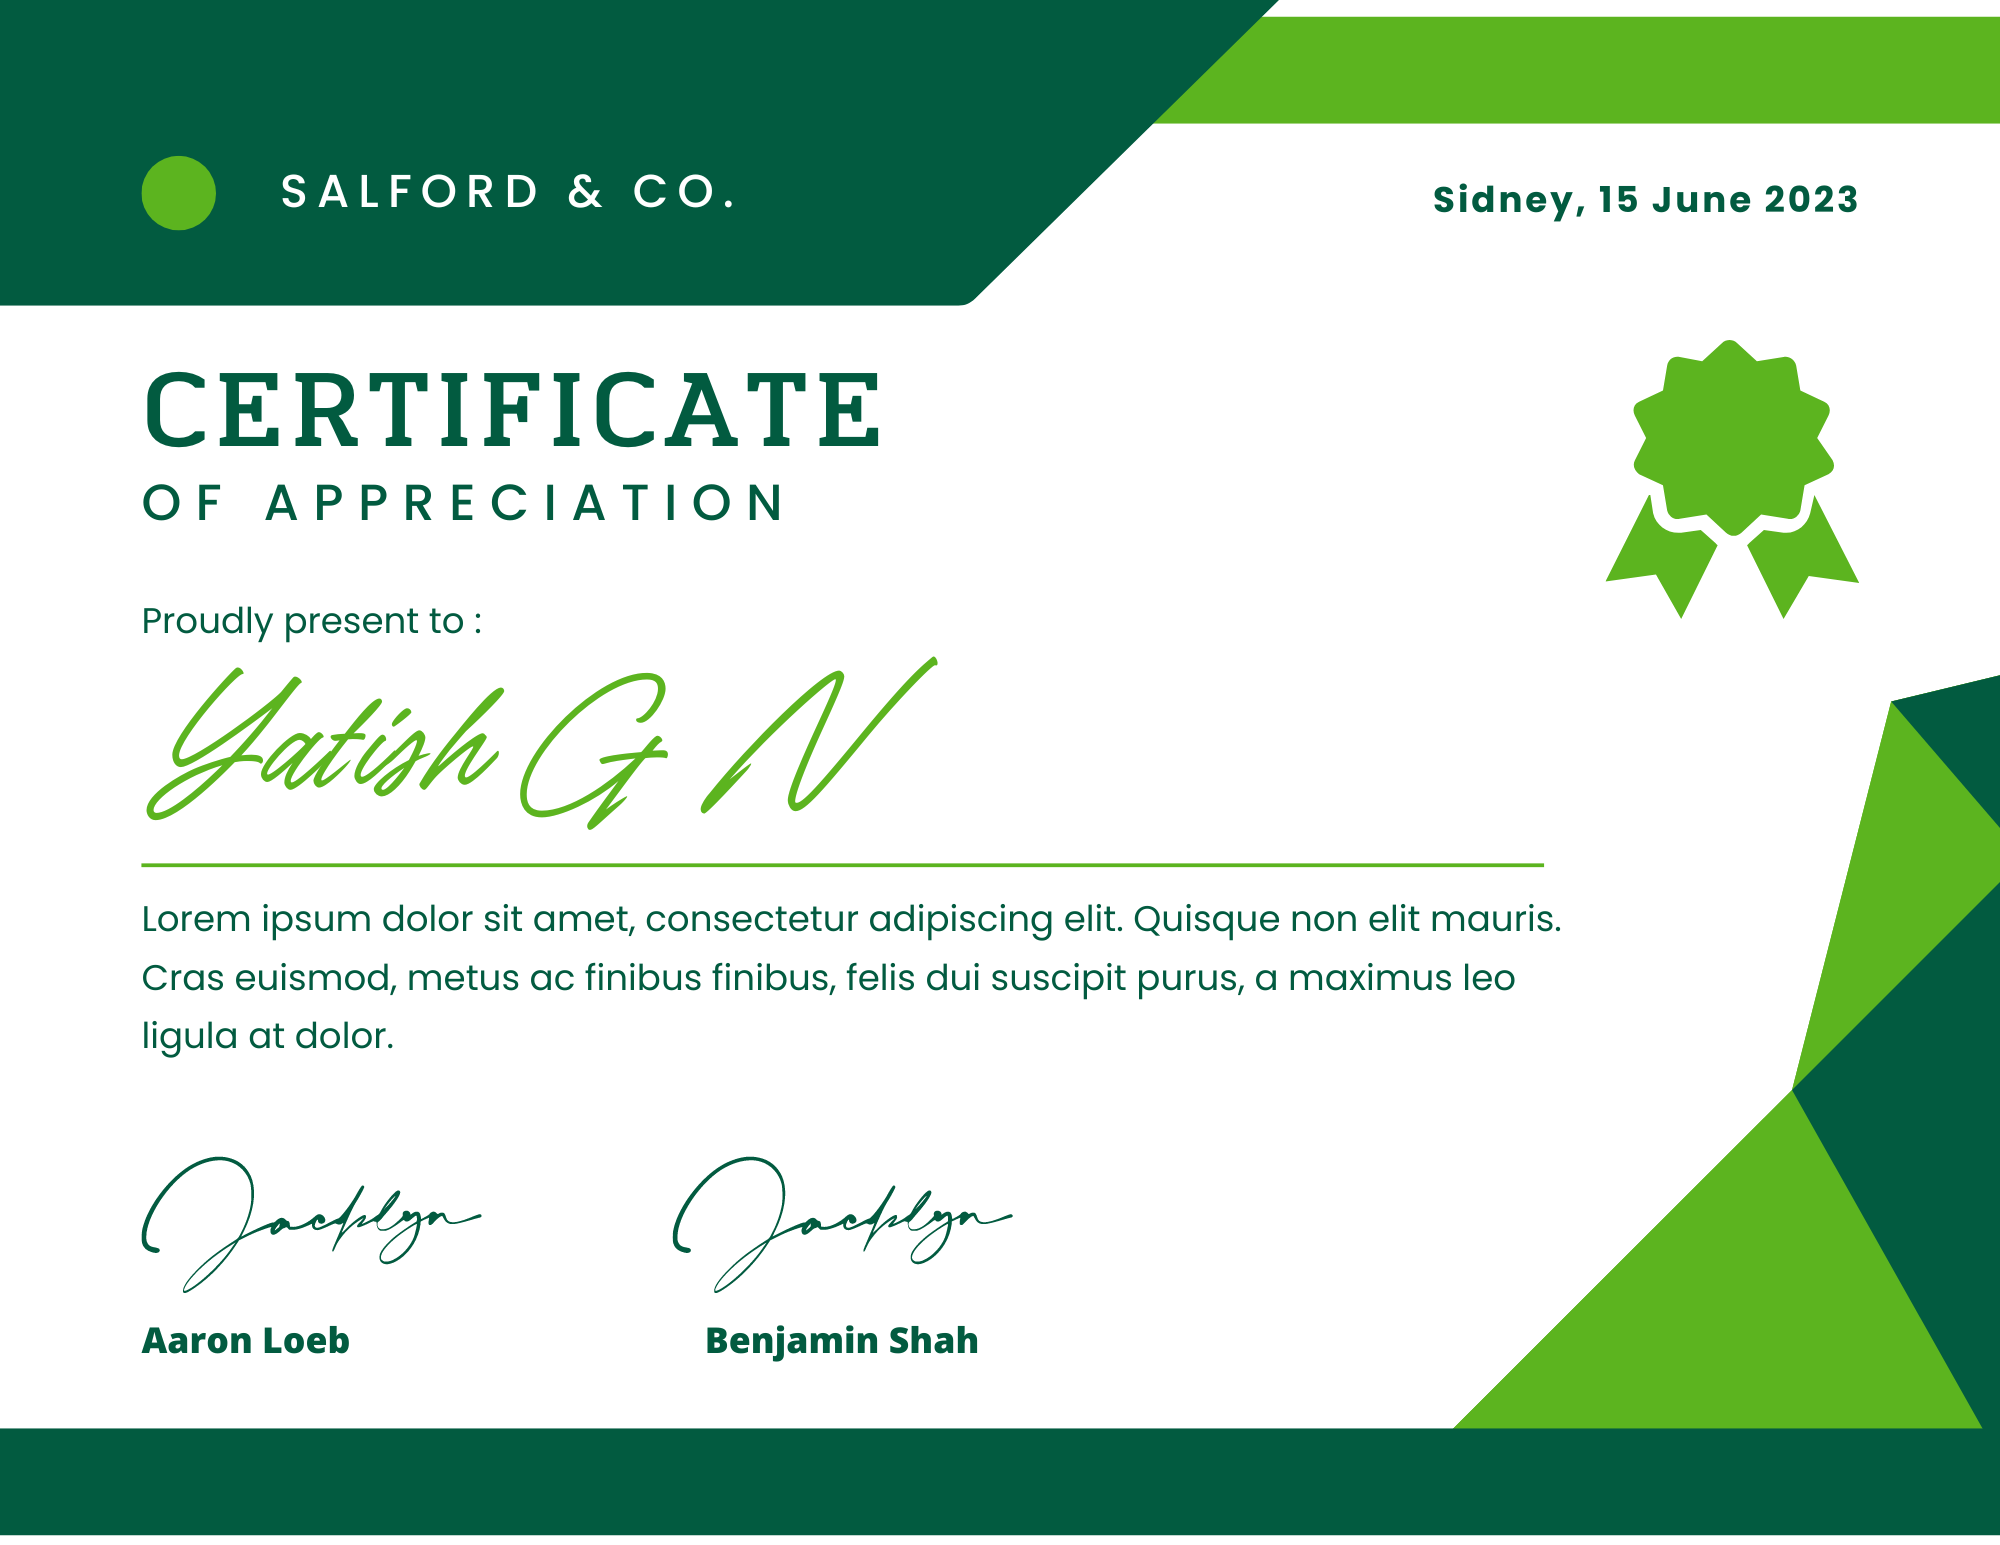 SALFORD & CO.
Sidney, 15 June 2023
CERTIFICATE
OF APPRECIATION
Proudly present to :
Yatish G N
Lorem ipsum dolor sit amet, consectetur adipiscing elit. Quisque non elit mauris.
Cras euismod, metus ac finibus finibus, felis dui suscipit purus, a maximus leo
ligula at dolor.
Jacklyn Jacklyn
Aaron Loeb Benjamin Shah